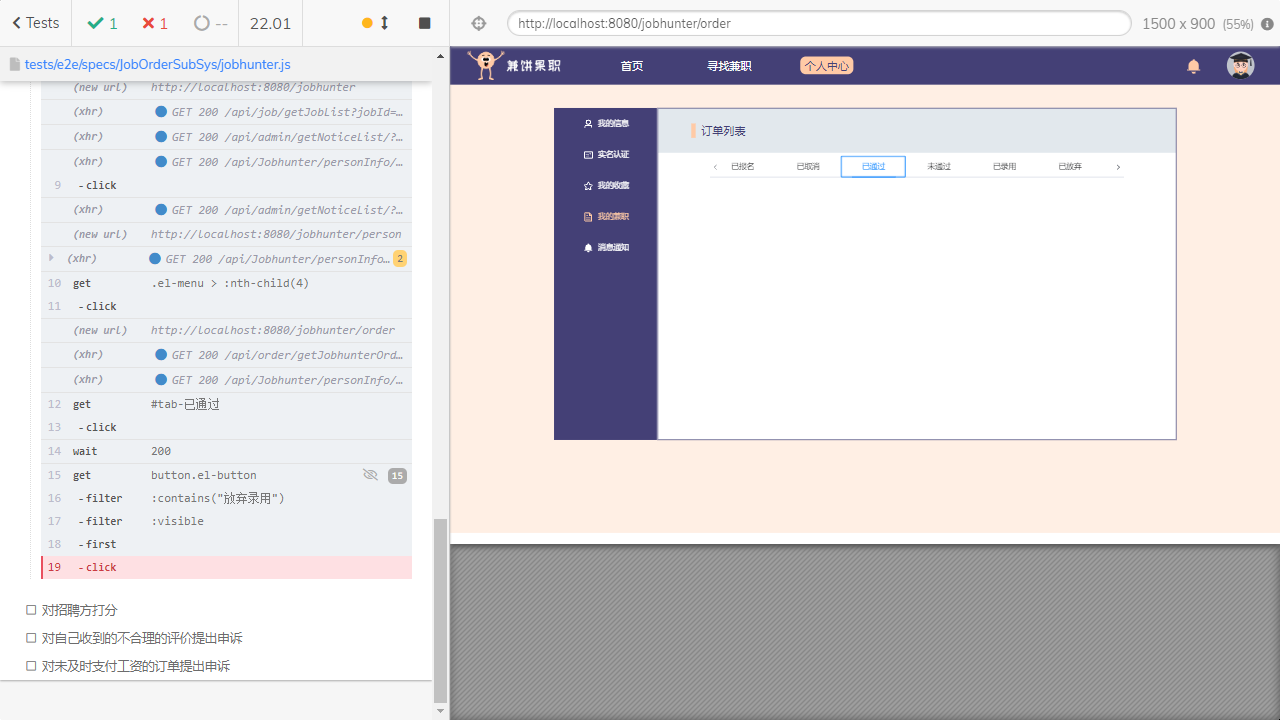 Tests
1
1
--
22.01
http://localhost:8080/jobhunter/order
1500 x 900 (55%)
tests/e2e/specs/JobOrderSubSys/jobhunter.js
(new url) http://localhost:8080/jobhunter
(xhr) GET 200 /api/job/getJobList?jobId=…
(xhr) GET 200 /api/admin/getNoticeList/?…
(xhr) GET 200 /api/Jobhunter/personInfo/…
9 -click
(xhr) GET 200 /api/admin/getNoticeList/?…
(new url) http://localhost:8080/jobhunter/person
(xhr) GET 200 /api/Jobhunter/personInfo… 2
10 get .el-menu > :nth-child(4)
11 -click
(new url) http://localhost:8080/jobhunter/order
(xhr) GET 200 /api/order/getJobhunterOrd…
(xhr) GET 200 /api/Jobhunter/personInfo/…
12 get #tab-已通过
13 -click
14 wait 200
15 get button.el-button 15
16 -filter :contains("放弃录用")
17 -filter :visible
18 -first
19 -click
对招聘方打分
对自己收到的不合理的评价提出申诉
对未及时支付工资的订单提出申诉
兼饼果职
首页
寻找兼职
个人中心
我的信息
实名认证
我的收藏
我的兼职
消息通知
订单列表
已报名
已取消
已通过
未通过
已录用
已放弃